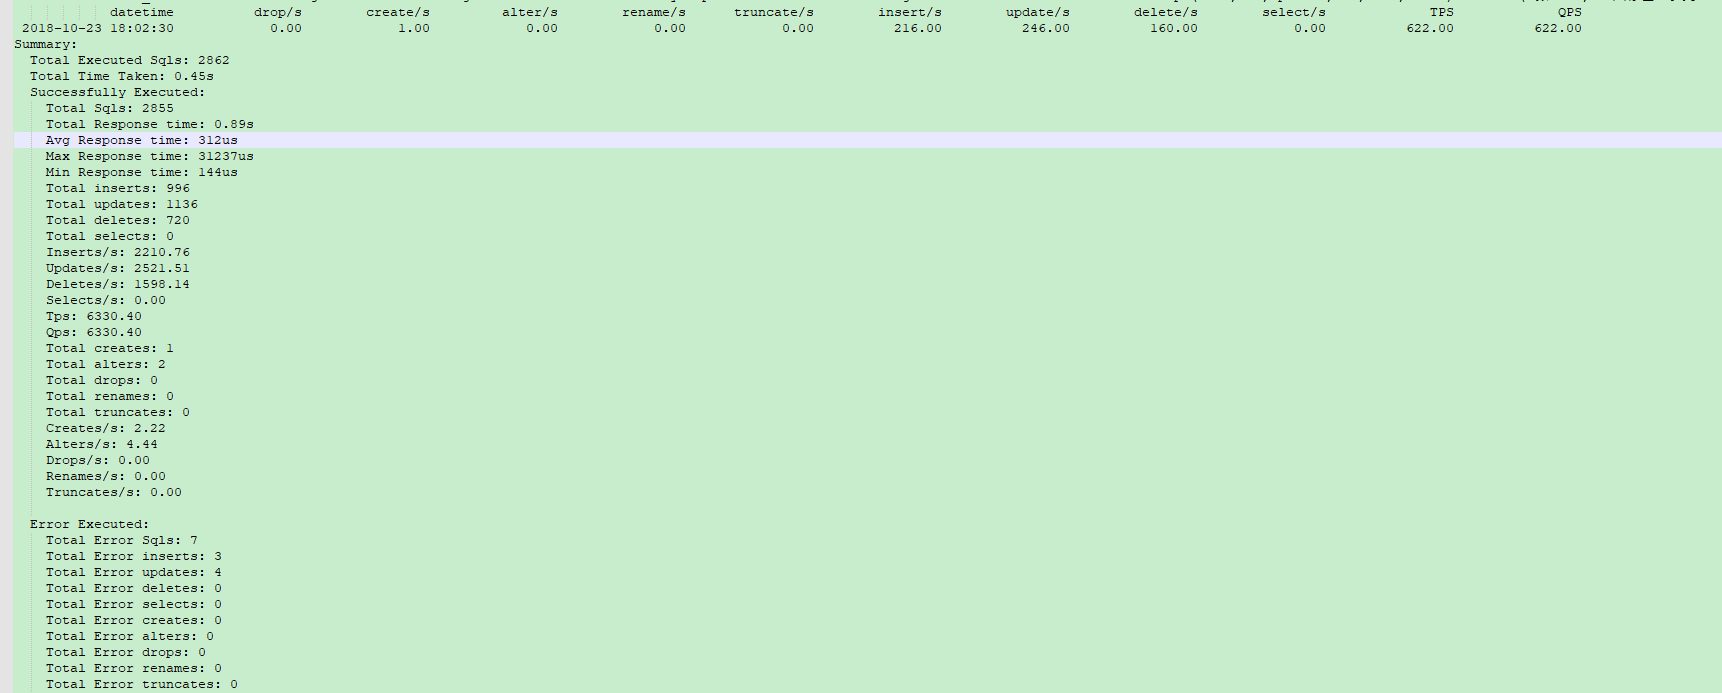 datetime drop/s create/s alter/s rename/s truncate/s insert/s update/s delete/s select/s TPS QPS
2018-10-23 18:02:30 0.00 1.00 0.00 0.00 0.00 216.00 246.00 160.00 0.00 622.00 622.00
Summary:
Total Executed Sqls: 2862
Total Time Taken: 0.45s
Successfully Executed:
Total Sqls: 2855
Total Response time: 0.89s
Avg Response time: 312us
Max Response time: 31237us
Min Response time: 144us
Total inserts: 996
Total updates: 1136
Total deletes: 720
Total selects: 0
Inserts/s: 2210.76
Updates/s: 2521.51
Deletes/s: 1598.14
Selects/s: 0.00
Tps: 6330.40
Qps: 6330.40
Total creates: 1
Total alters: 2
Total drops: 0
Total renames: 0
Total truncates: 0
Creates/s: 2.22
Alters/s: 4.44
Drops/s: 0.00
Renames/s: 0.00
Truncates/s: 0.00
Error Executed:
Total Error Sqls: 7
Total Error inserts: 3
Total Error updates: 4
Total Error deletes: 0
Total Error selects: 0
Total Error creates: 0
Total Error alters: 0
Total Error drops: 0
Total Error renames: 0
Total Error truncates: 0